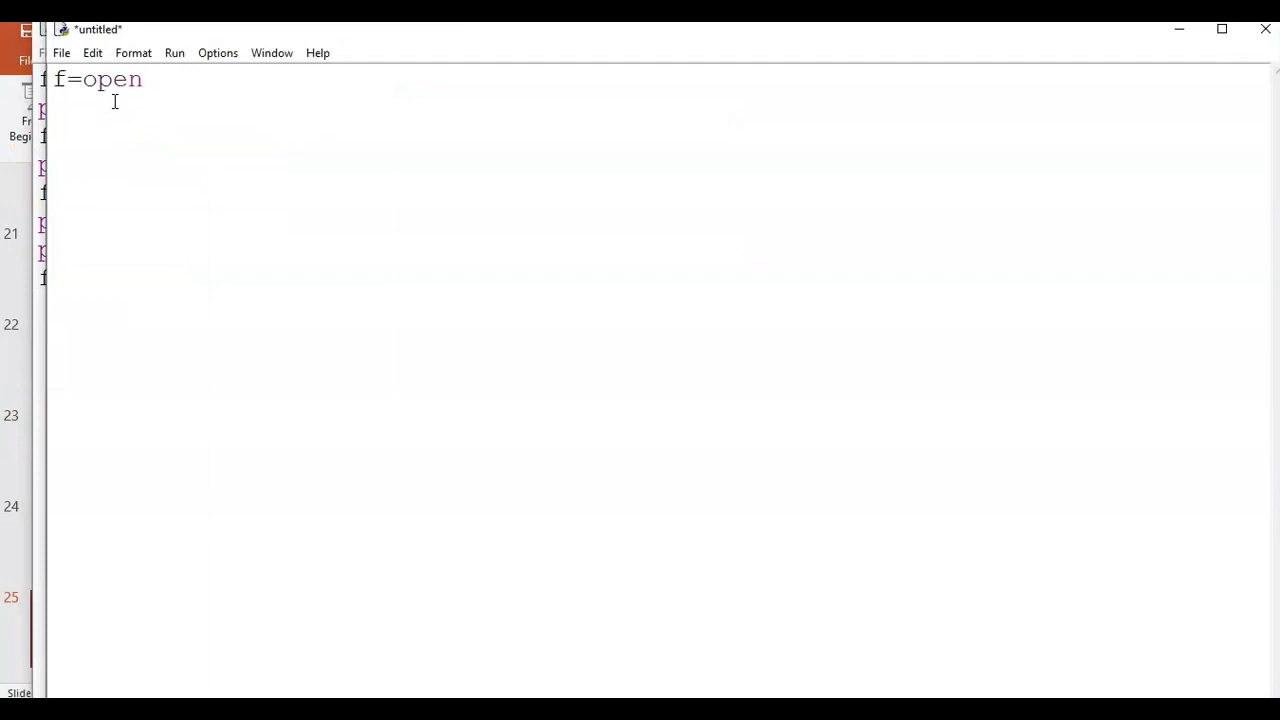 *untitled*
File Edit Format Run Options Window Help
f=open
21
22
23
24
25
Slide